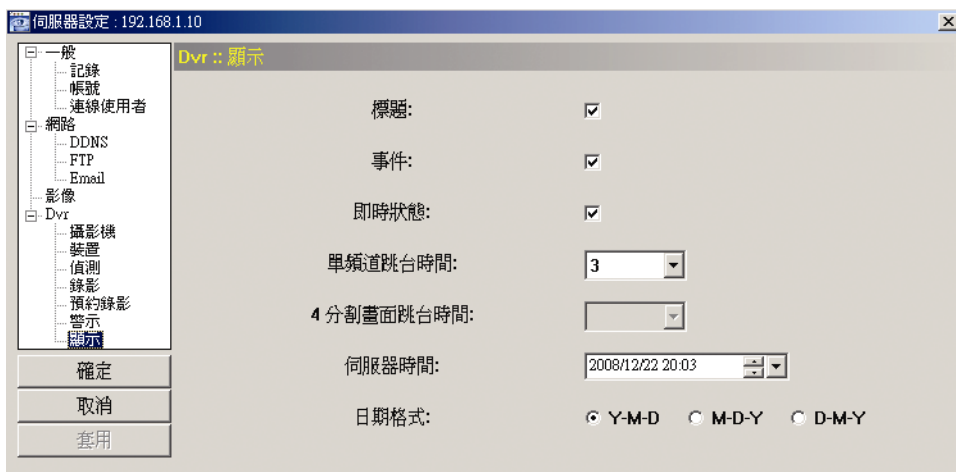 伺服器設定 : 192.168.1.10
一般
記錄
帳號
連線使用者
網路
DDNS
FTP
Email
影像
Dvr
攝影機
裝置
偵測
錄影
預約錄影
警示
顯示
確定
取消
套用
Dvr :: 顯示
標題:
事件:
即時狀態:
單頻道跳台時間: 3
4 分割畫面跳台時間:
伺服器時間: 2008/12/22 20:03
日期格式: Y-M-D M-D-Y D-M-Y